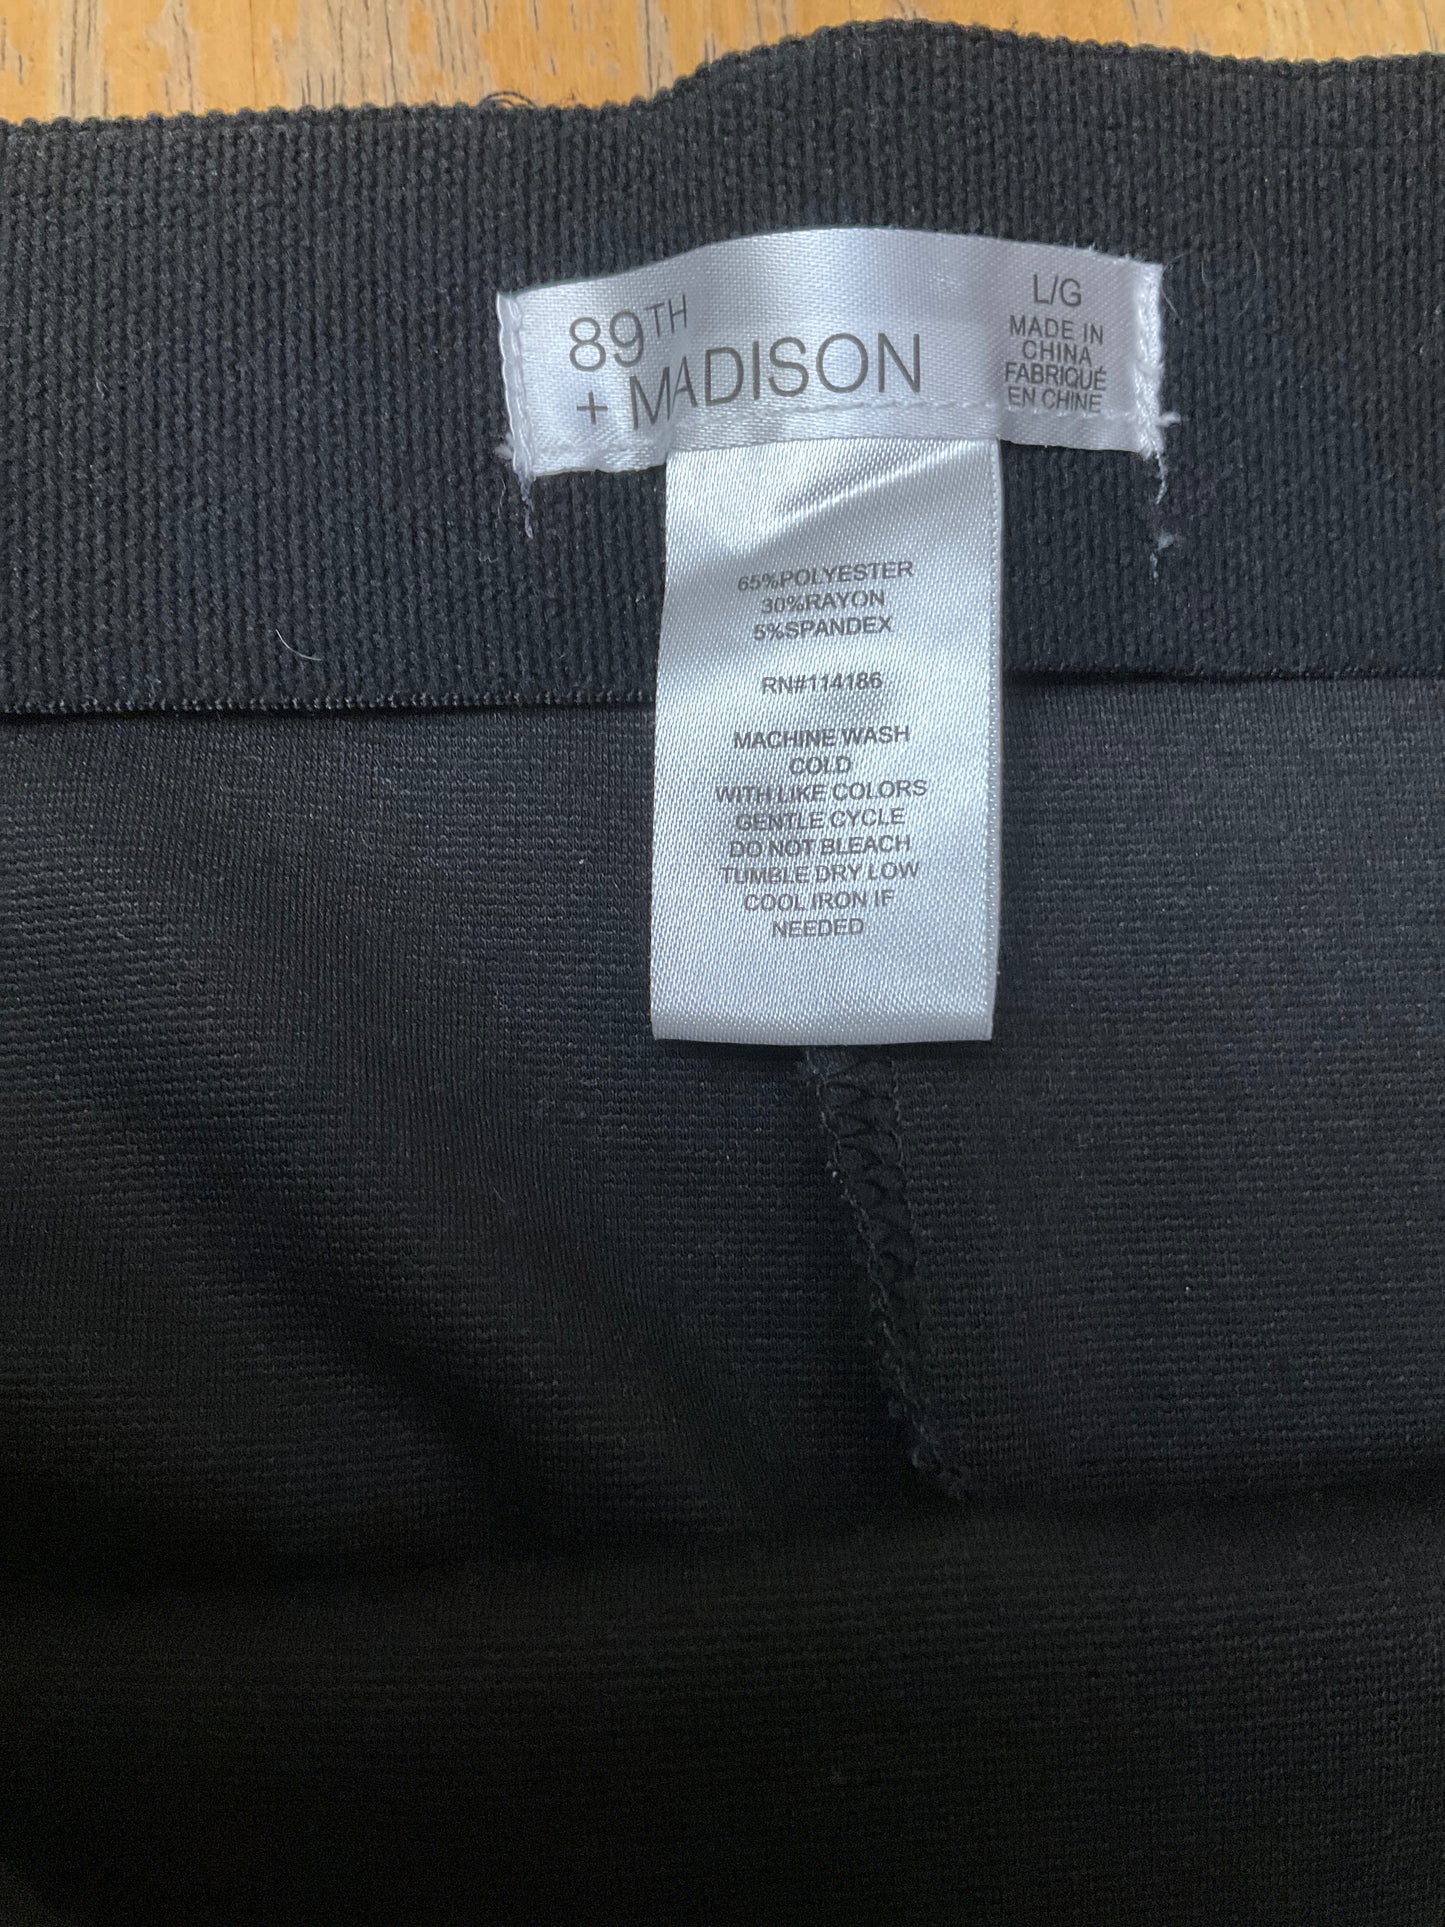 89TH
+ MADISON
L/G
MADE IN
CHINA
FABRIQUÉ
EN CHINE
65%POLYESTER
30%RAYON
5%SPANDEX
RN#114186
MACHINE WASH
COLD
WITH LIKE COLORS
GENTLE CYCLE
DO NOT BLEACH
TUMBLE DRY LOW
COOL IRON IF
NEEDED